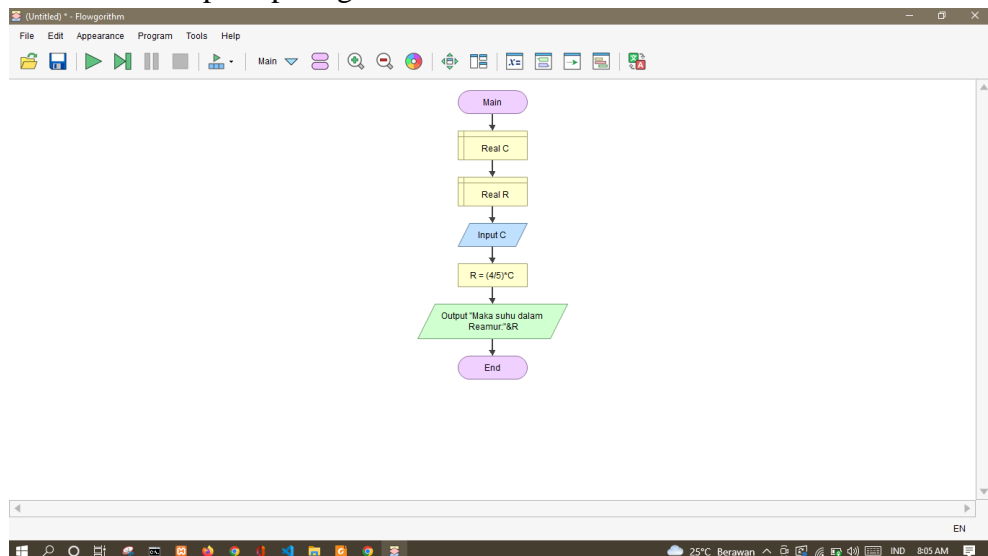 (Untitled) * - Flowgorithm
File Edit Appearance Program Tools Help
Main
Main
Real C
Real R
Input C
R = (4/5)*C
Output "Maka suhu dalam
Reamur:"&R
End
EN
25°C Berawan IND 8:05 AM